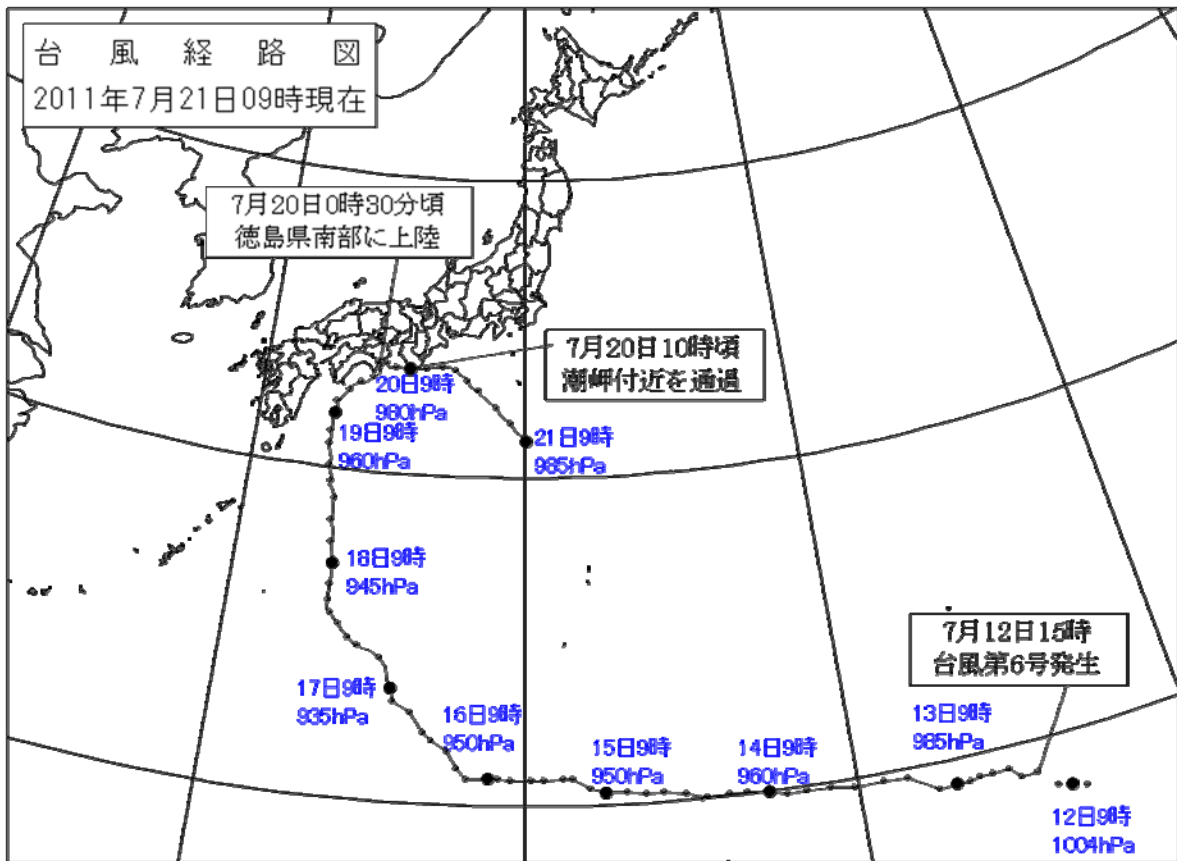 台風経路図
2011年7月21日09時現在
7月20日0時30分頃
徳島県南部に上陸
7月20日10時頃
潮岬付近を通過
20日9時
980hPa
19日9時
960hPa
21日9時
985hPa
18日9時
945hPa
7月12日15時
台風第6号発生
17日9時
935hPa
16日9時
950hPa
15日9時
950hPa
14日9時
960hPa
13日9時
985hPa
12日9時
1004hPa